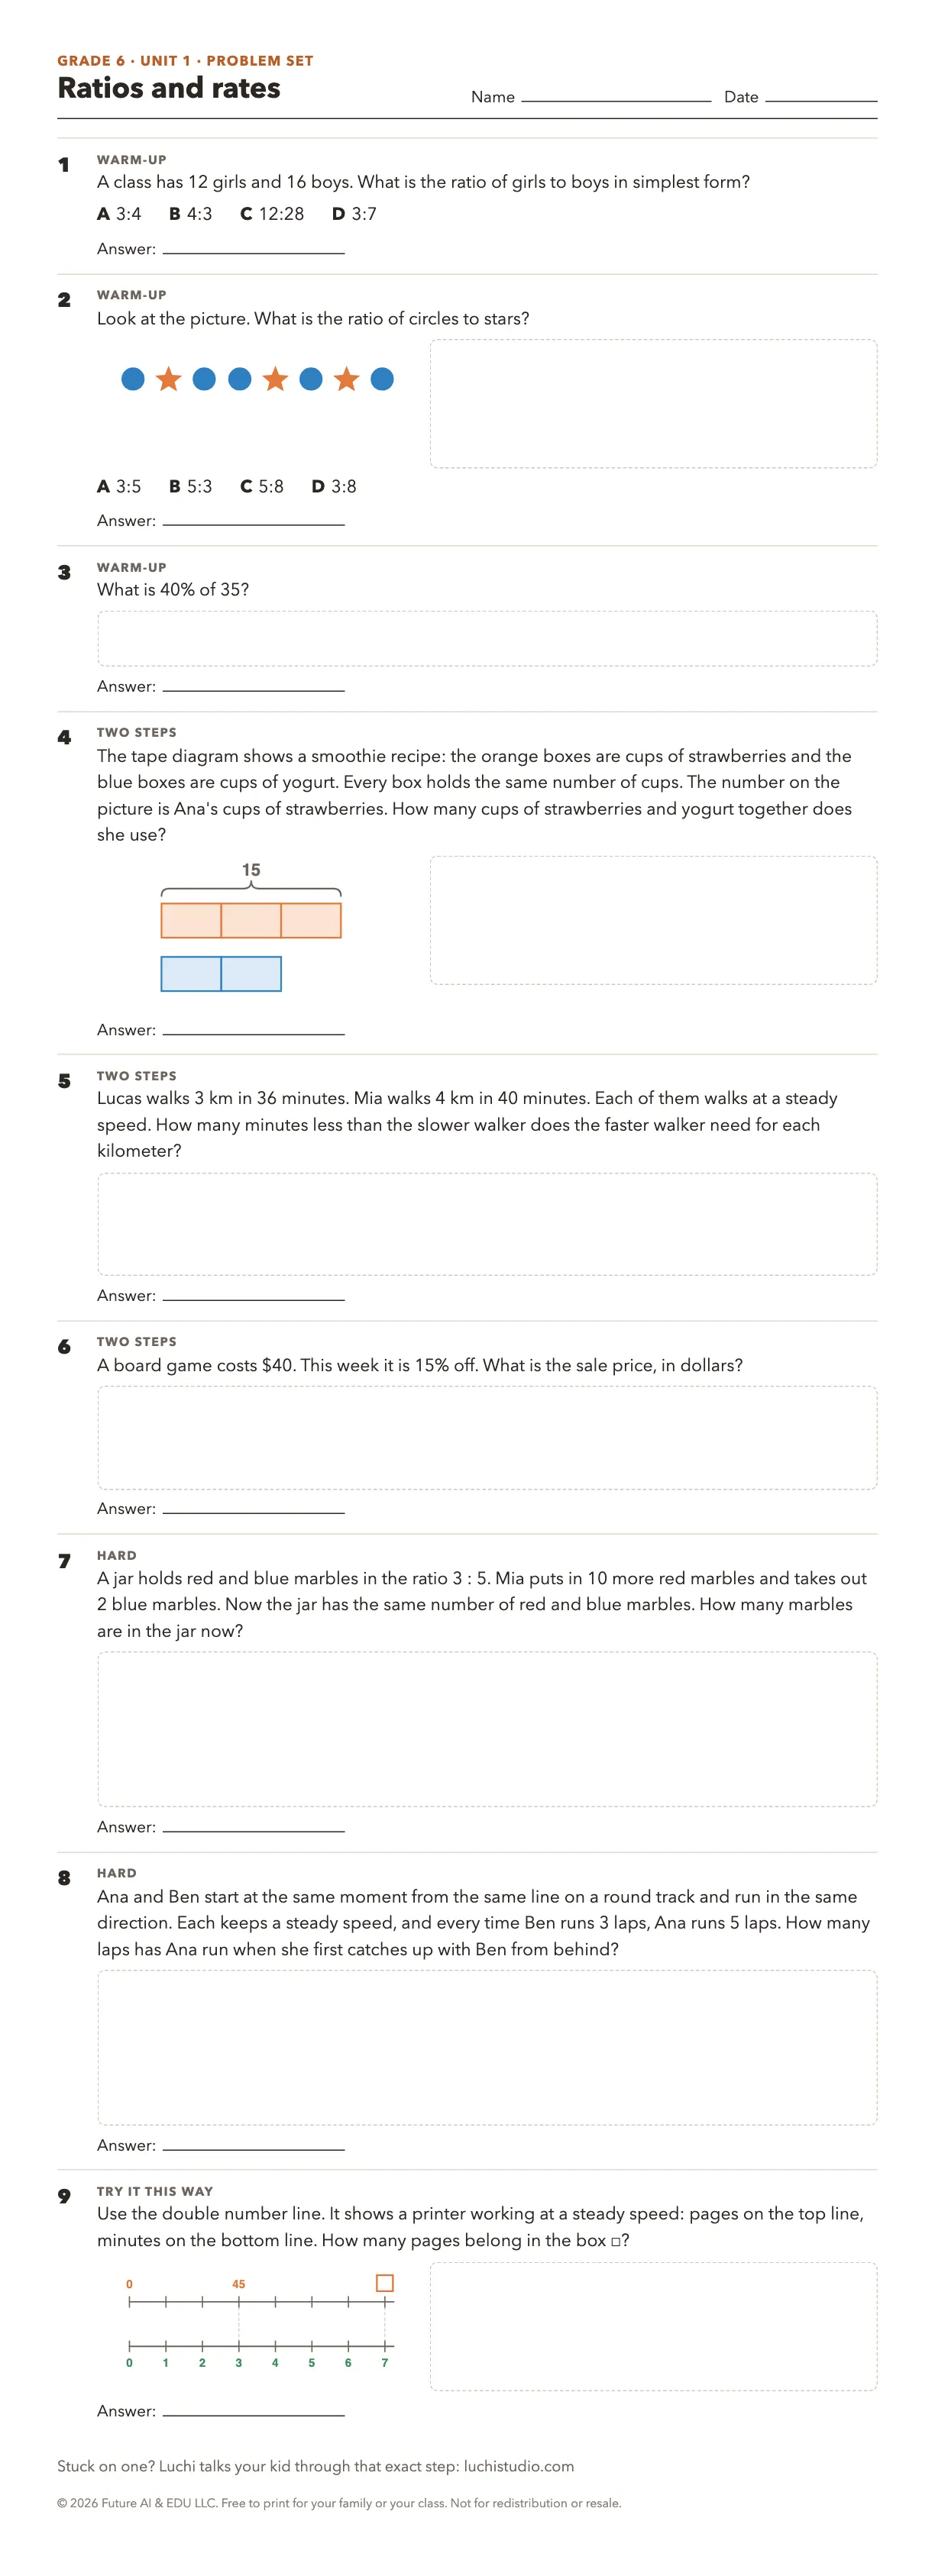 GRADE 6 · UNIT 1 · PROBLEM SET
Ratios and rates
Name
Date
1
WARM-UP
A class has 12 girls and 16 boys. What is the ratio of girls to boys in simplest form?
A 3:4 B 4:3 C 12:28 D 3:7
Answer:
2
WARM-UP
Look at the picture. What is the ratio of circles to stars?
A 3:5 B 5:3 C 5:8 D 3:8
Answer:
3
WARM-UP
What is 40% of 35?
Answer:
4
TWO STEPS
The tape diagram shows a smoothie recipe: the orange boxes are cups of strawberries and the
blue boxes are cups of yogurt. Every box holds the same number of cups. The number on the
picture is Ana's cups of strawberries. How many cups of strawberries and yogurt together does
she use?
15
Answer:
5
TWO STEPS
Lucas walks 3 km in 36 minutes. Mia walks 4 km in 40 minutes. Each of them walks at a steady
speed. How many minutes less than the slower walker does the faster walker need for each
kilometer?
Answer:
6
TWO STEPS
A board game costs $40. This week it is 15% off. What is the sale price, in dollars?
Answer:
7
HARD
A jar holds red and blue marbles in the ratio 3 : 5. Mia puts in 10 more red marbles and takes out
2 blue marbles. Now the jar has the same number of red and blue marbles. How many marbles
are in the jar now?
Answer:
8
HARD
Ana and Ben start at the same moment from the same line on a round track and run in the same
direction. Each keeps a steady speed, and every time Ben runs 3 laps, Ana runs 5 laps. How many
laps has Ana run when she first catches up with Ben from behind?
Answer:
9
TRY IT THIS WAY
Use the double number line. It shows a printer working at a steady speed: pages on the top line,
minutes on the bottom line. How many pages belong in the box □?
0 45
0 1 2 3 4 5 6 7
Answer:
Stuck on one? Luchi talks your kid through that exact step: luchistudio.com
© 2026 Future AI & EDU LLC. Free to print for your family or your class. Not for redistribution or resale.